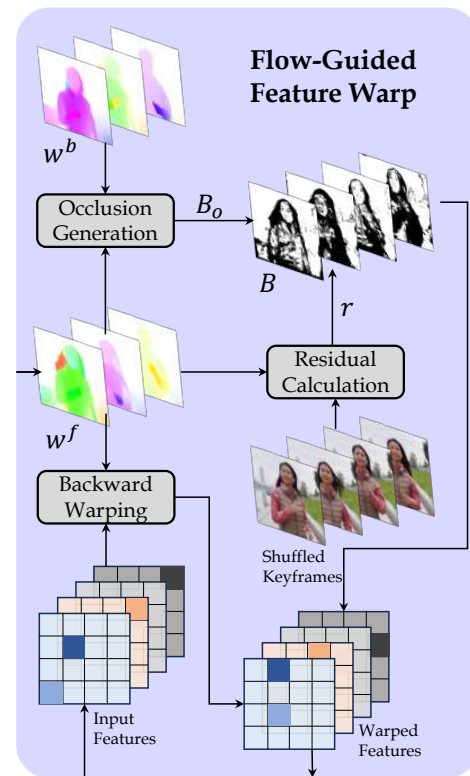 Flow-Guided
Feature Warp
w^b
Occlusion
Generation
B_o
B
r
Residual
Calculation
w^f
Backward
Warping
Shuffled
Keyframes
Input
Features
Warped
Features